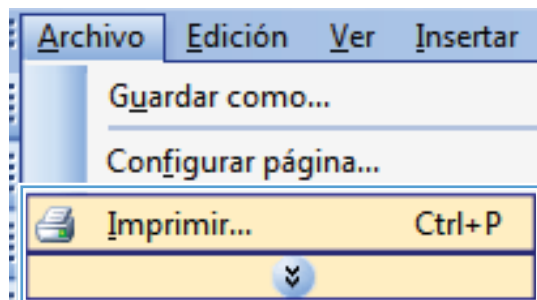 Archivo Edición Ver Insertar
Guardar como...
Configurar página...
Imprimir... Ctrl+P